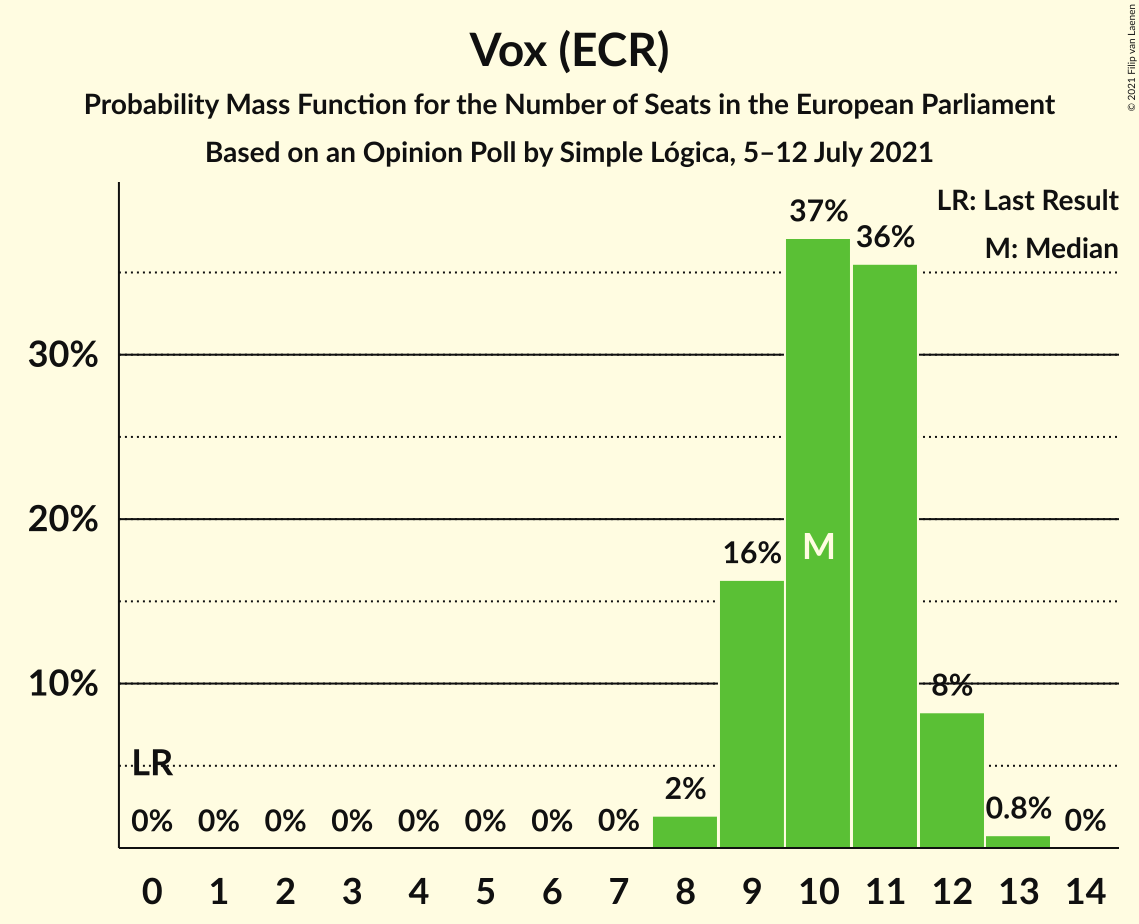 Vox (ECR)
Probability Mass Function for the Number of Seats in the European Parliament
Based on an Opinion Poll by Simple Lógica, 5–12 July 2021
© 2021 Filip van Laenen
LR: Last Result
M: Median
30%
20%
10%
LR
M
0% 0% 0% 0% 0% 0% 0% 0% 2% 16% 37% 36% 8% 0.8% 0%
0 1 2 3 4 5 6 7 8 9 10 11 12 13 14